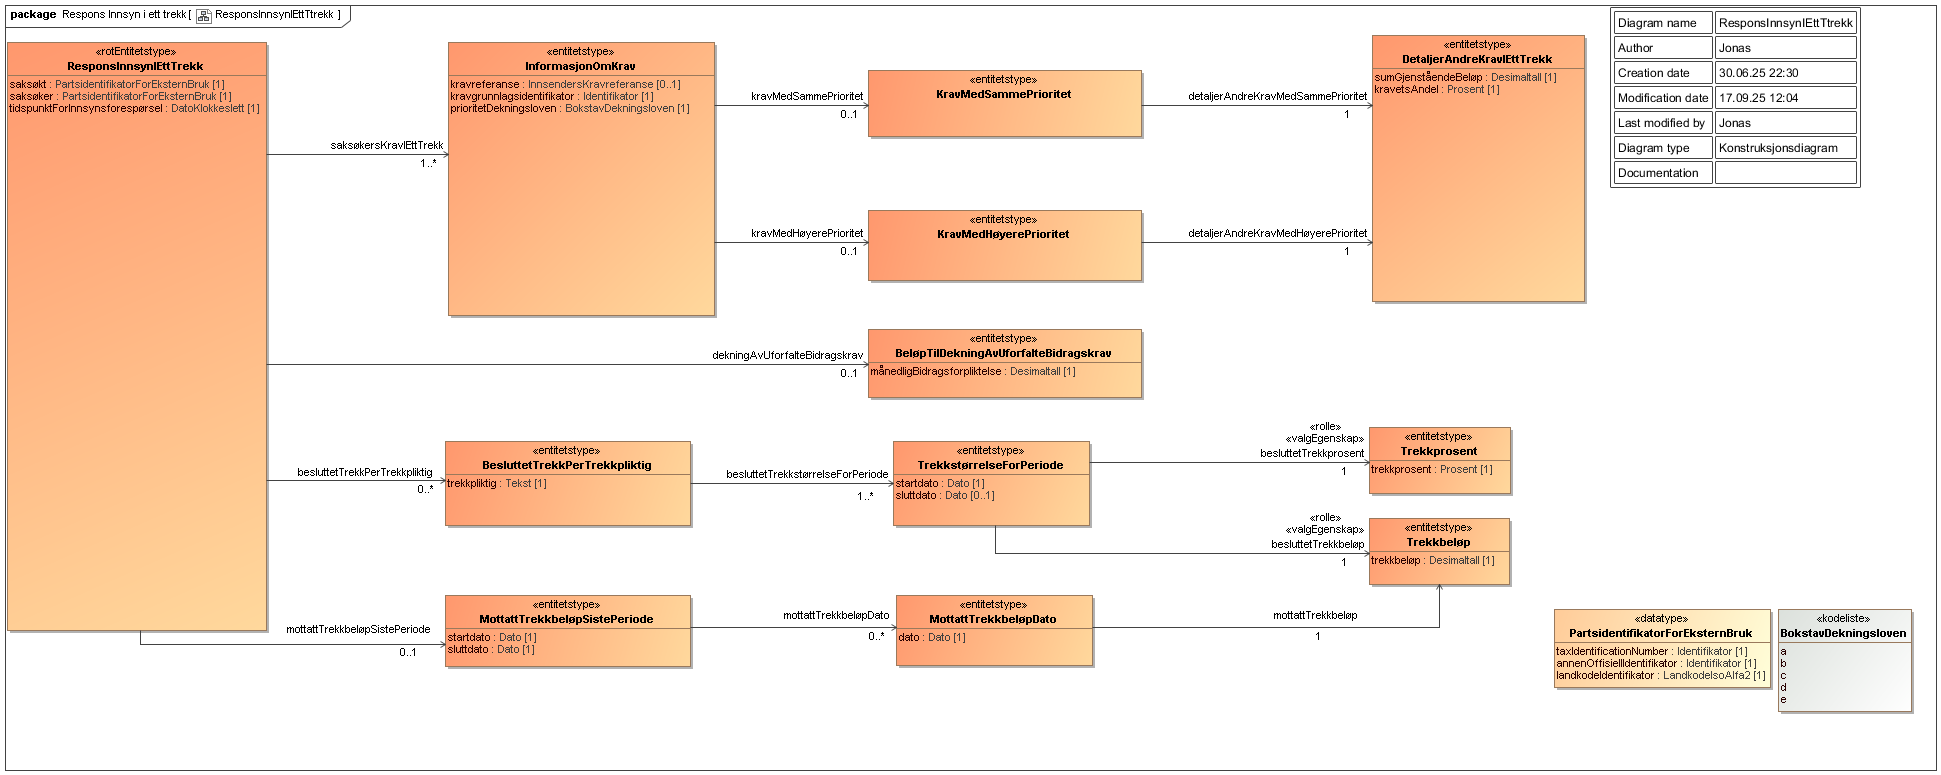 package Respons Innsyn i ett trekk [ ResponsInnsynIEttTtrekk ]
Diagram name ResponsInnsynIEttTtrekk
Author Jonas
Creation date 30.06.25 22:30
Modification date 17.09.25 12:04
Last modified by Jonas
Diagram type Konstruksjonsdiagram
Documentation
«rotEntitetstype»
ResponsInnsynIEttTrekk
saksøkt : PartsidentifikatorForEksternBruk [1]
saksøker : PartsidentifikatorForEksternBruk [1]
tidspunktForInnsynsforespørsel : DatoKlokkeslett [1]
saksøkersKravIEttTrekk
1..*
«entitetstype»
InformasjonOmKrav
kravreferanse : InnsendersKravreferanse [0..1]
kravgrunnlagsidentifikator : Identifikator [1]
prioritetDekningsloven : BokstavDekningsloven [1]
kravMedSammePrioritet
0..1
«entitetstype»
KravMedSammePrioritet
detaljerAndreKravMedSammePrioritet
1
«entitetstype»
DetaljerAndreKravIEttTrekk
sumGjenståendeBeløp : Desimaltall [1]
kravetsAndel : Prosent [1]
kravMedHøyerePrioritet
0..1
«entitetstype»
KravMedHøyerePrioritet
detaljerAndreKravMedHøyerePrioritet
1
dekningAvUforfalteBidragskrav
0..1
«entitetstype»
BeløpTilDekningAvUforfalteBidragskrav
månedligBidragsforpliktelse : Desimaltall [1]
besluttetTrekkPerTrekkpliktig
0..*
«entitetstype»
BesluttetTrekkPerTrekkpliktig
trekkpliktig : Tekst [1]
besluttetTrekkstørrelseForPeriode
1..*
«entitetstype»
TrekkstørrelseForPeriode
startdato : Dato [1]
sluttdato : Dato [0..1]
«rolle»
«valgEgenskap»
besluttetTrekkprosent
1
«entitetstype»
Trekkprosent
trekkprosent : Prosent [1]
«rolle»
«valgEgenskap»
besluttetTrekkbeløp
1
«entitetstype»
Trekkbeløp
trekkbeløp : Desimaltall [1]
mottattTrekkbeløpSistePeriode
0..1
«entitetstype»
MottattTrekkbeløpSistePeriode
startdato : Dato [1]
sluttdato : Dato [1]
mottattTrekkbeløpDato
0..*
«entitetstype»
MottattTrekkbeløpDato
dato : Dato [1]
mottattTrekkbeløp
1
«datatype»
PartsidentifikatorForEksternBruk
taxIdentificationNumber : Identifikator [1]
annenOffisiellIdentifikator : Identifikator [1]
landkodeIdentifikator : LandkodeIsoAlfa2 [1]
«kodeliste»
BokstavDekningsloven
a
b
c
d
e